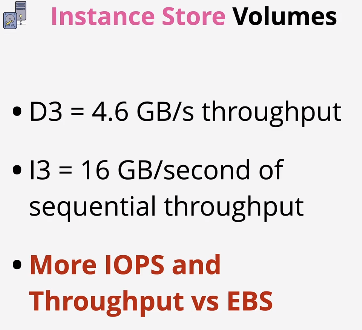 Instance Store Volumes
• D3 = 4.6 GB/s throughput
• I3 = 16 GB/second of
sequential throughput
• More IOPS and
Throughput vs EBS